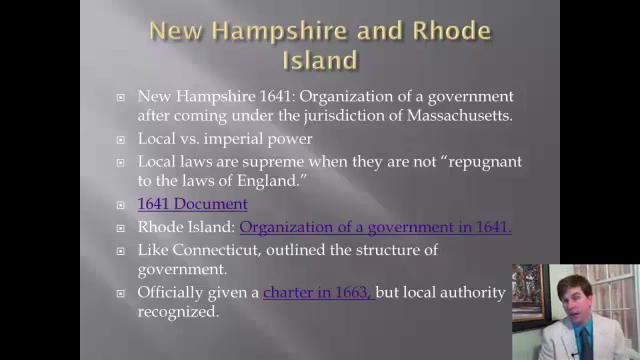 New Hampshire and Rhode
Island
New Hampshire 1641: Organization of a government
after coming under the jurisdiction of Massachusetts.
Local vs. imperial power
Local laws are supreme when they are not “repugnant
to the laws of England.”
1641 Document
Rhode Island: Organization of a government in 1641.
Like Connecticut, outlined the structure of
government.
Officially given a charter in 1663, but local authority
recognized.